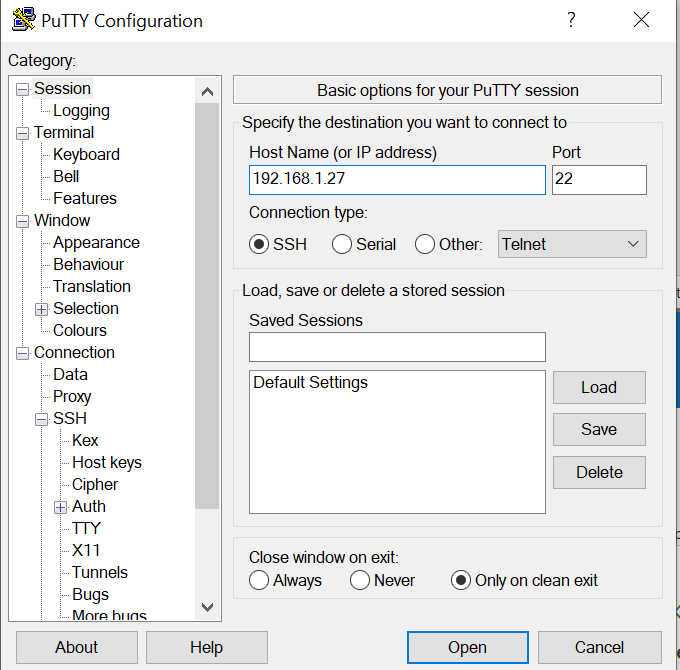 PuTTY Configuration
?
Category:
Session
Logging
Terminal
Keyboard
Bell
Features
Window
Appearance
Behaviour
Translation
Selection
Colours
Connection
Data
Proxy
SSH
Kex
Host keys
Cipher
Auth
TTY
X11
Tunnels
Bugs
More bugs
Basic options for your PuTTY session
Specify the destination you want to connect to
Host Name (or IP address) Port
192.168.1.27 22
Connection type:
SSH Serial Other: Telnet
Load, save or delete a stored session
Saved Sessions
Default Settings
Load
Save
Delete
Close window on exit:
Always Never Only on clean exit
About Help Open Cancel